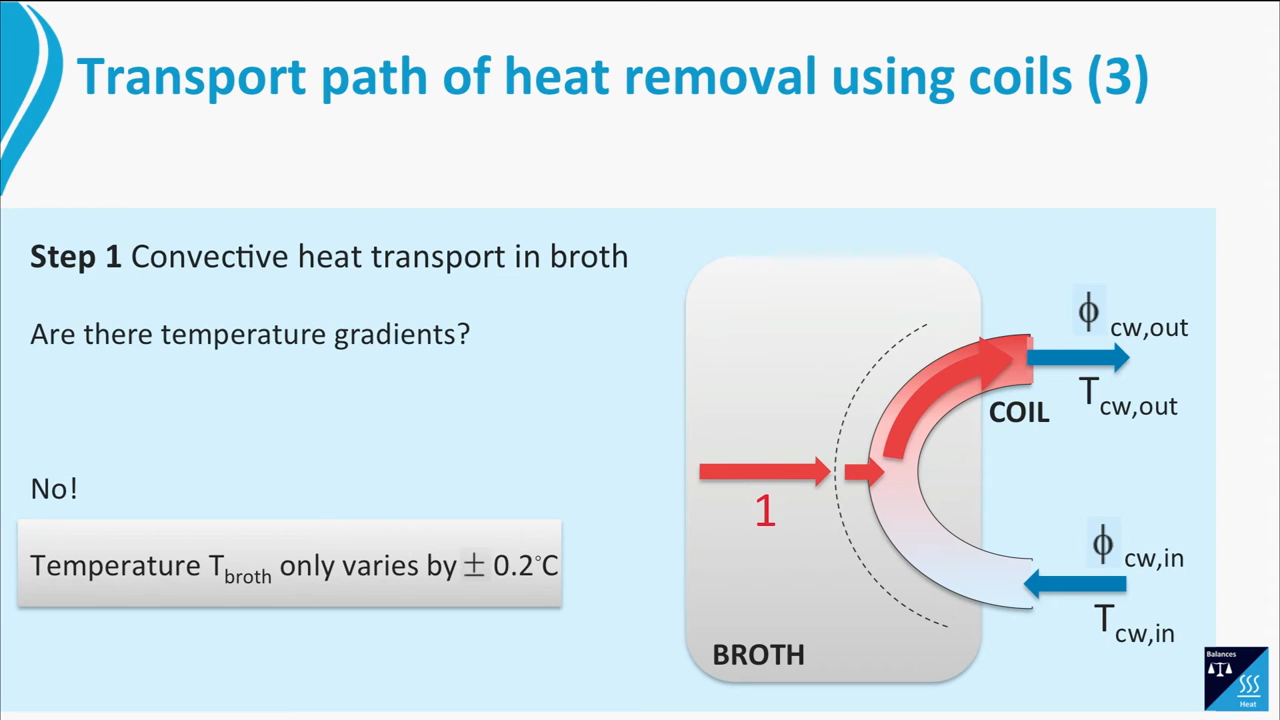 Transport path of heat removal using coils (3)
Step 1 Convective heat transport in broth
Are there temperature gradients?
No!
Temperature Tbroth only varies by ± 0.2°C
ϕ cw,out
T cw,out
COIL
1
ϕ cw,in
T cw,in
BROTH
Balances
Heat